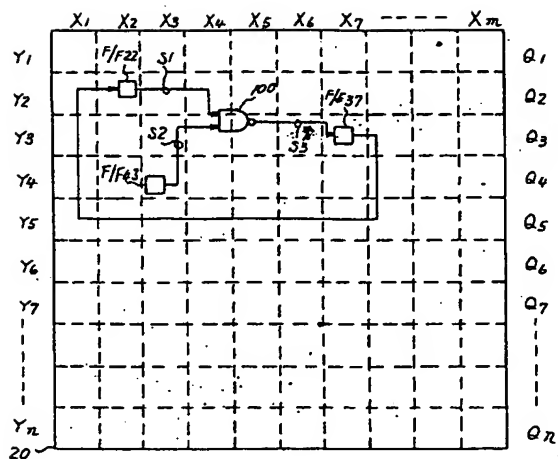 X1 X2 X3 X4 X5 X6 X7 Xm
Y1 F/F22 S1 Q1
Y2 100 Q2
Y3 S2 S3 F/F37 Q3
Y4 F/F43 Q4
Y5 Q5
Y6 Q6
Y7 Q7
Yn Qn
20